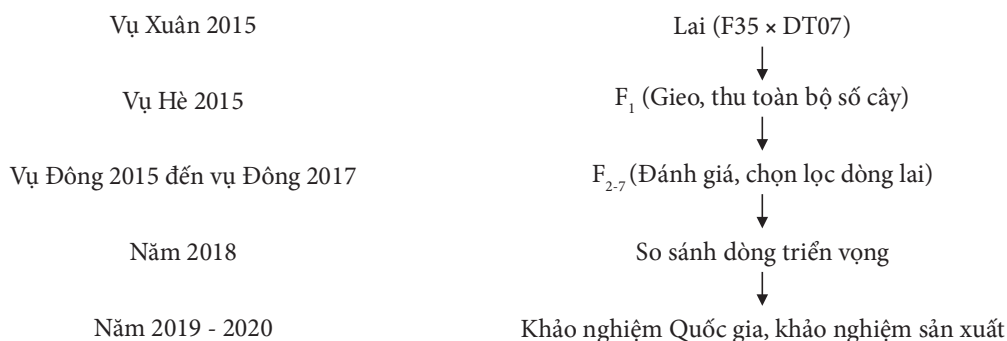 Vụ Xuân 2015 Lai (F35 × DT07)
Vụ Hè 2015 F₁ (Gieo, thu toàn bộ số cây)
Vụ Đông 2015 đến vụ Đông 2017 F₂₋₇ (Đánh giá, chọn lọc dòng lai)
Năm 2018 So sánh dòng triển vọng
Năm 2019 - 2020 Khảo nghiệm Quốc gia, khảo nghiệm sản xuất